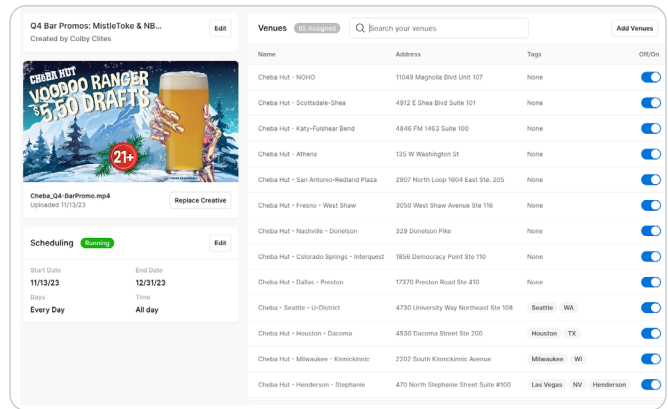 Q4 Bar Promos: MistleToke & NB...
Created by Colby Clites
Edit
CHEBA HUT
VOODOO RANGER
$5.50 DRAFTS
21+
Cheba_Q4-BarPromo.mp4
Uploaded 11/13/23
Replace Creative
Scheduling
Running
Edit
Start Date
End Date
11/13/23
12/31/23
Days
Time
Every Day
All day
Venues
65 Assigned
Search your venues
Add Venues
Name Address Tags Off/On
Cheba Hut - NOHO 11049 Magnolia Blvd Unit 107 None
Cheba Hut - Scottsdale-Shea 4912 E Shea Blvd Suite 101 None
Cheba Hut - Katy-Fulshear Bend 4846 FM 1463 Suite 100 None
Cheba Hut - Athens 135 W Washington St None
Cheba Hut - San Antonio-Redland Plaza 2907 North Loop 1604 East Ste. 205 None
Cheba Hut - Fresno - West Shaw 3050 West Shaw Avenue Ste 116 None
Cheba Hut - Nashville - Donelson 329 Donelson Pike None
Cheba Hut - Colorado Springs - Interquest 1856 Democracy Point Ste 110 None
Cheba Hut - Dallas - Preston 17370 Preston Road Ste 410 None
Cheba - Seattle - U-District 4730 University Way Northeast Ste 108 Seattle WA
Cheba Hut - Houston - Dacoma 4530 Dacoma Street Ste 200 Houston TX
Cheba Hut - Milwaukee - Kinnickinnic 2202 South Kinnickinnic Avenue Milwaukee WI
Cheba Hut - Henderson - Stephanie 470 North Stephanie Street Suite #100 Las Vegas NV Henderson